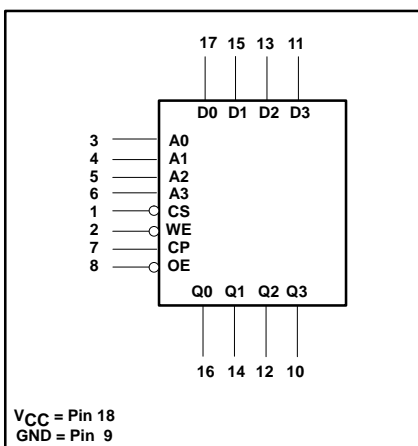 17 15 13 11
D0 D1 D2 D3
3 A0
4 A1
5 A2
6 A3
1 CS
2 WE
7 CP
8 OE
Q0 Q1 Q2 Q3
16 14 12 10
VCC = Pin 18
GND = Pin 9